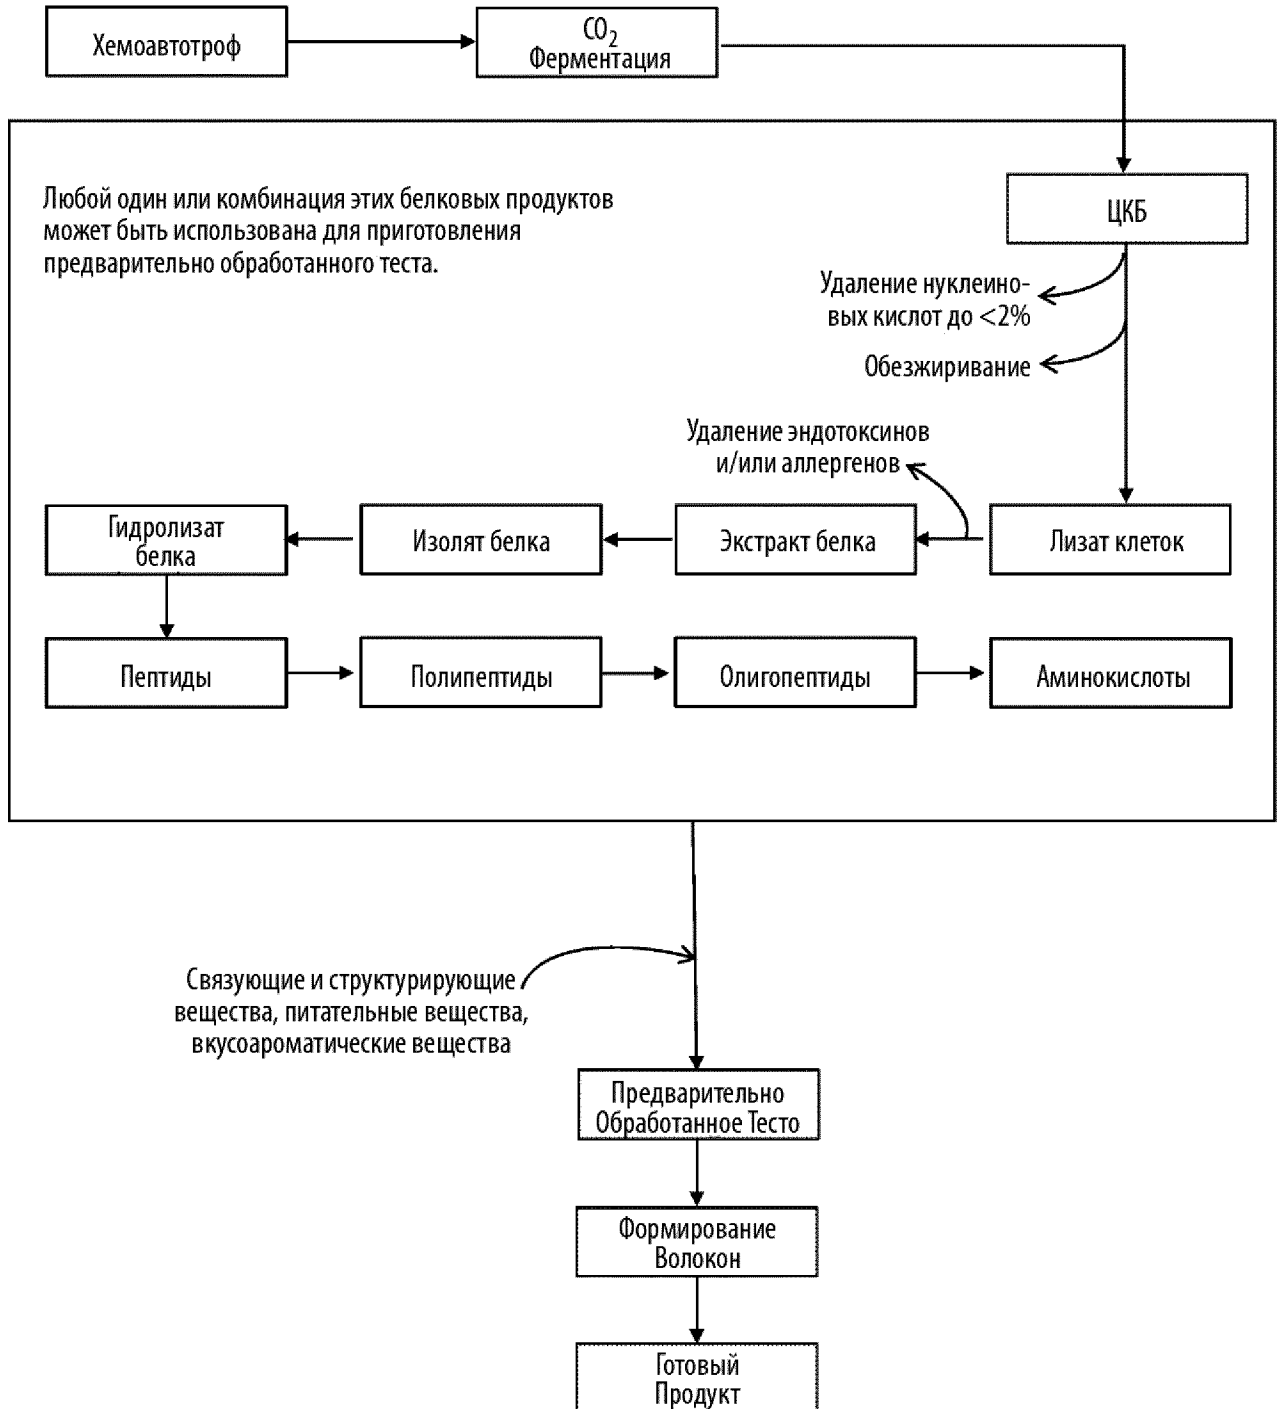 Хемоавтотроф
CO2
Ферментация
Любой один или комбинация этих белковых продуктов
может быть использована для приготовления
предварительно обработанного теста.
ЦКБ
Удаление нуклеино-
вых кислот до <2%
Обезжиривание
Удаление эндотоксинов
и/или аллергенов
Гидролизат
белка
Изолят белка
Экстракт белка
Лизат клеток
Пептиды
Полипептиды
Олигопептиды
Аминокислоты
Связующие и структурирующие
вещества, питательные вещества,
вкусоароматические вещества
Предварительно
Обработанное Тесто
Формирование
Волокон
Готовый
Продукт